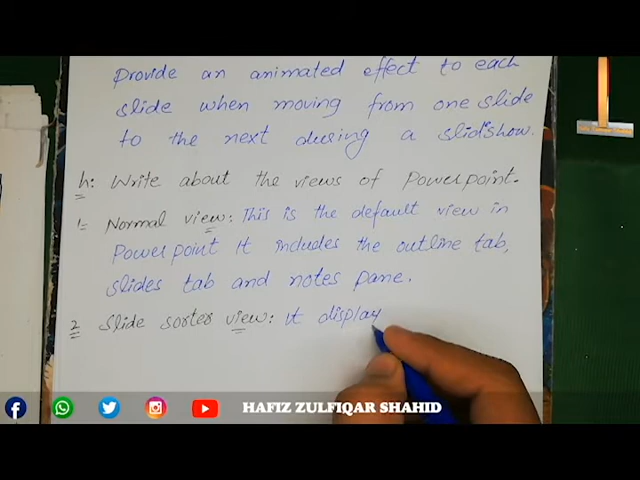 Provide an animated effect to each
slide when moving from one slide
to the next during a slidshow.
h: Write about the views of Powerpoint.
1= Normal view: This is the default view in
Powerpoint It includes the outline tab,
slides tab and notes pane.
2 Slide sorter view: it display
HAFIZ ZULFIQAR SHAHID